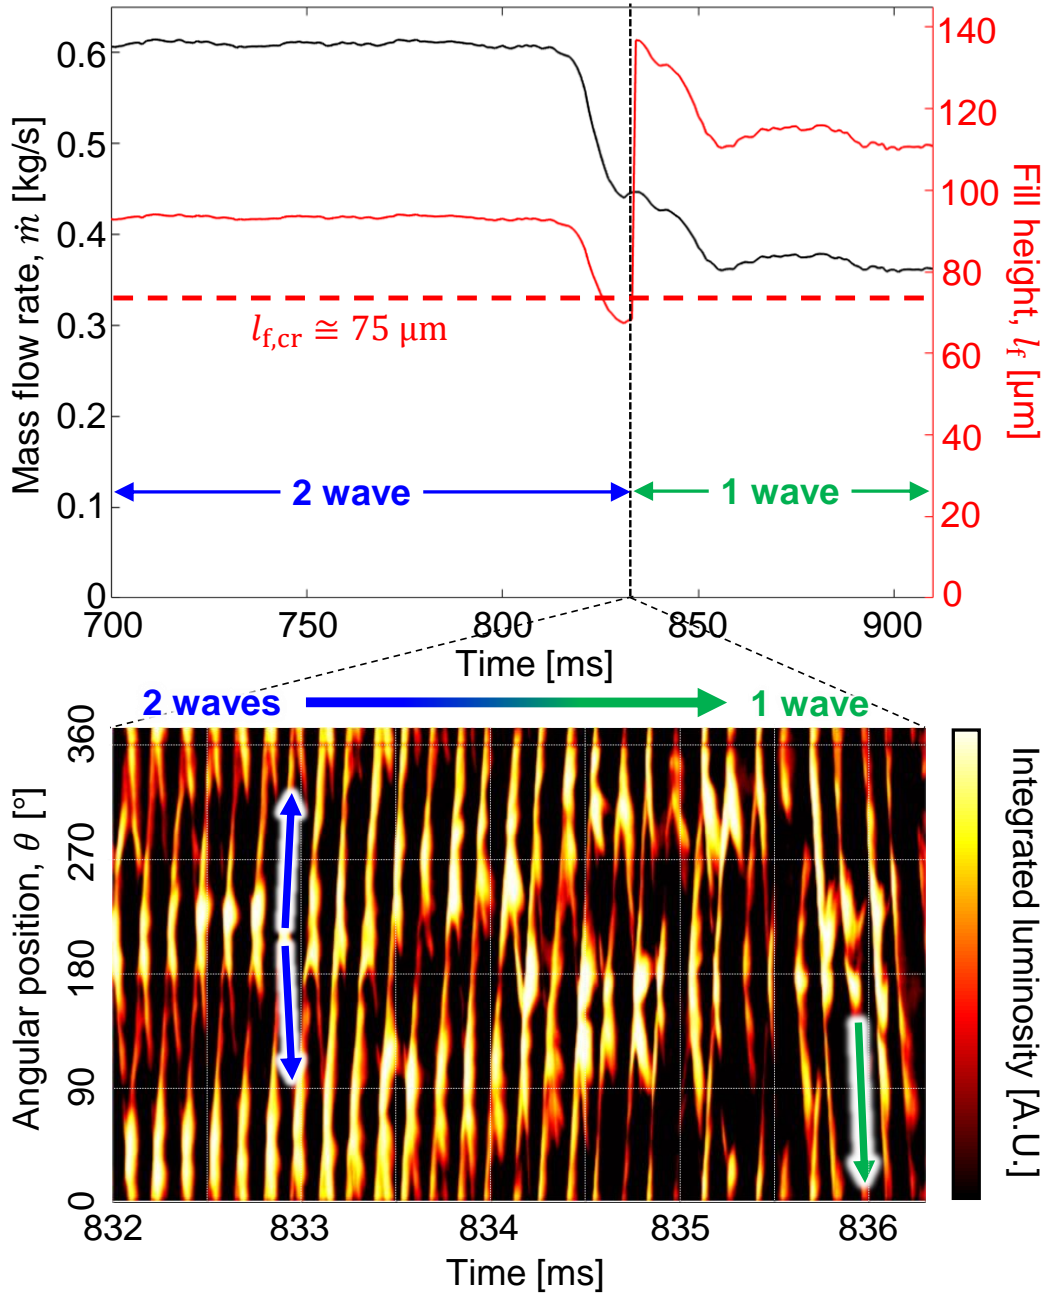 0.6
0.5
0.4
0.3
0.2
0.1
0
Mass flow rate, ṁ [kg/s]
140
120
100
80
60
40
20
0
Fill height, l_f [µm]
l_f,cr ≅ 75 µm
2 wave
1 wave
700
750
800
850
900
Time [ms]
2 waves
1 wave
360
270
180
90
0
Angular position, θ [°]
Integrated luminosity [A.U.]
832
833
834
835
836
Time [ms]